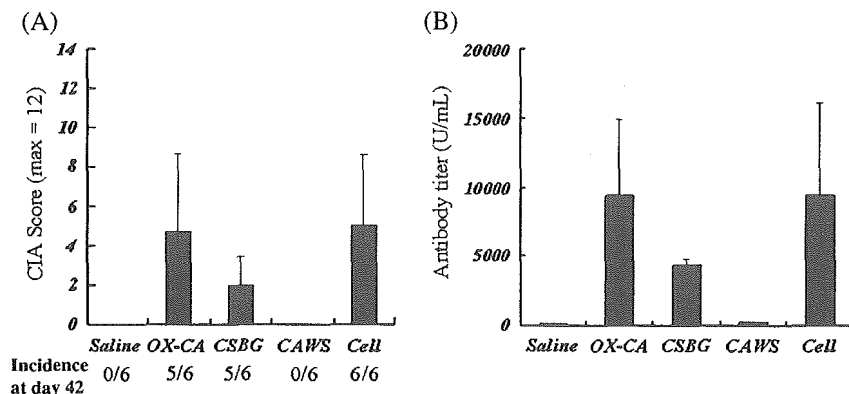 (A)
CIA Score (max = 12)
14
12
10
8
6
4
2
0
Saline OX-CA CSBG CAWS Cell
Incidence at day 42
0/6 5/6 5/6 0/6 6/6
(B)
Antibody titer (U/mL)
20000
15000
10000
5000
0
Saline OX-CA CSBG CAWS Cell